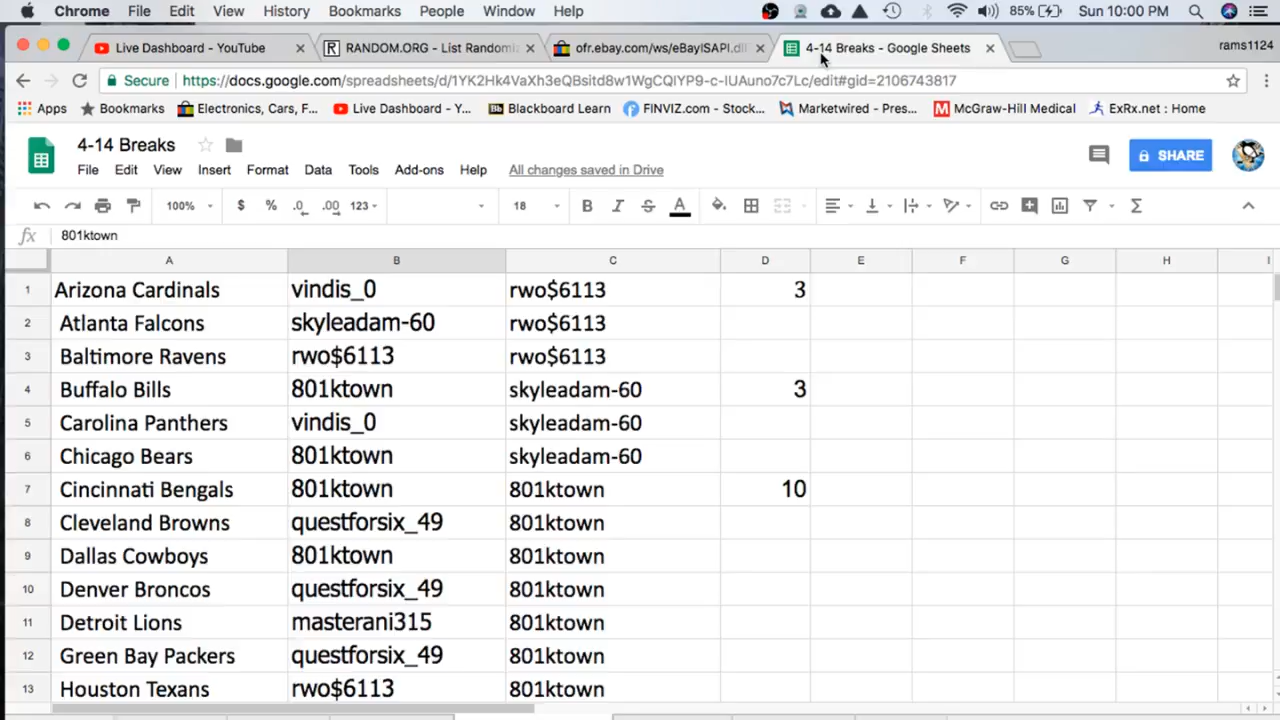 Chrome File Edit View History Bookmarks People Window Help 85% Sun 10:00 PM
Live Dashboard - YouTube RANDOM.ORG - List Randomiz ofr.ebay.com/ws/eBayISAPI.dll 4-14 Breaks - Google Sheets rams1124
Secure https://docs.google.com/spreadsheets/d/1YK2Hk4VaXh3eQBsitd8w1WgCQlYP9-c-IUAuno7c7Lc/edit#gid=2106743817
Apps Bookmarks Electronics, Cars, F... Live Dashboard - Y... Bb Blackboard Learn FINVIZ.com - Stock... Marketwired - Pres... M McGraw-Hill Medical ExRx.net : Home
4-14 Breaks
SHARE
File Edit View Insert Format Data Tools Add-ons Help All changes saved in Drive
100% $ % .0 .00 123 18 B I S A Σ
fx 801ktown
A B C D E F G H I
1 Arizona Cardinals vindis_0 rwo$6113 3
2 Atlanta Falcons skyleadam-60 rwo$6113
3 Baltimore Ravens rwo$6113 rwo$6113
4 Buffalo Bills 801ktown skyleadam-60 3
5 Carolina Panthers vindis_0 skyleadam-60
6 Chicago Bears 801ktown skyleadam-60
7 Cincinnati Bengals 801ktown 801ktown 10
8 Cleveland Browns questforsix_49 801ktown
9 Dallas Cowboys 801ktown 801ktown
10 Denver Broncos questforsix_49 801ktown
11 Detroit Lions masterani315 801ktown
12 Green Bay Packers questforsix_49 801ktown
13 Houston Texans rwo$6113 801ktown